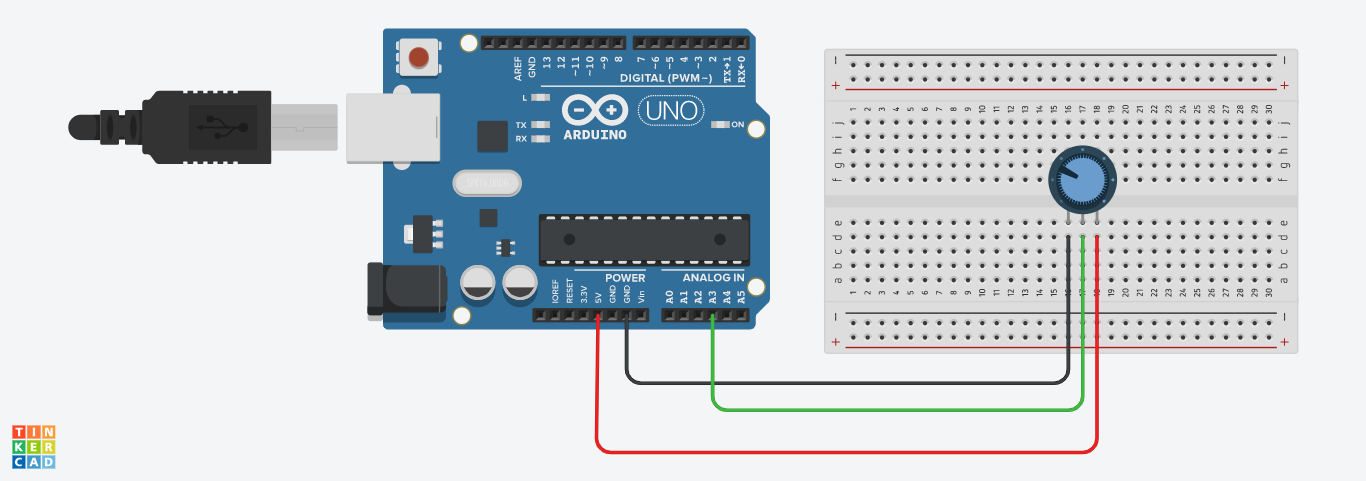 AREF
GND
13
12
~11
~10
~9
8
7
~6
~5
4
~3
2
TX→1
RX←0
DIGITAL (PWM~)
L
TX
RX
ARDUINO
UNO
ON
POWER
ANALOG IN
IOREF
RESET
3.3V
5V
GND
GND
Vin
A0
A1
A2
A3
A4
A5
− −
+ +
1 2 3 4 5 6 7 8 9 10 11 12 13 14 15 16 17 18 19 20 21 22 23 24 25 26 27 28 29 30
j j
i i
h h
g g
f f
e e
d d
c c
b b
a a
1 2 3 4 5 6 7 8 9 10 11 12 13 14 15 16 17 18 19 20 21 22 23 24 25 26 27 28 29 30
− −
+ +
TIN
KER
CAD